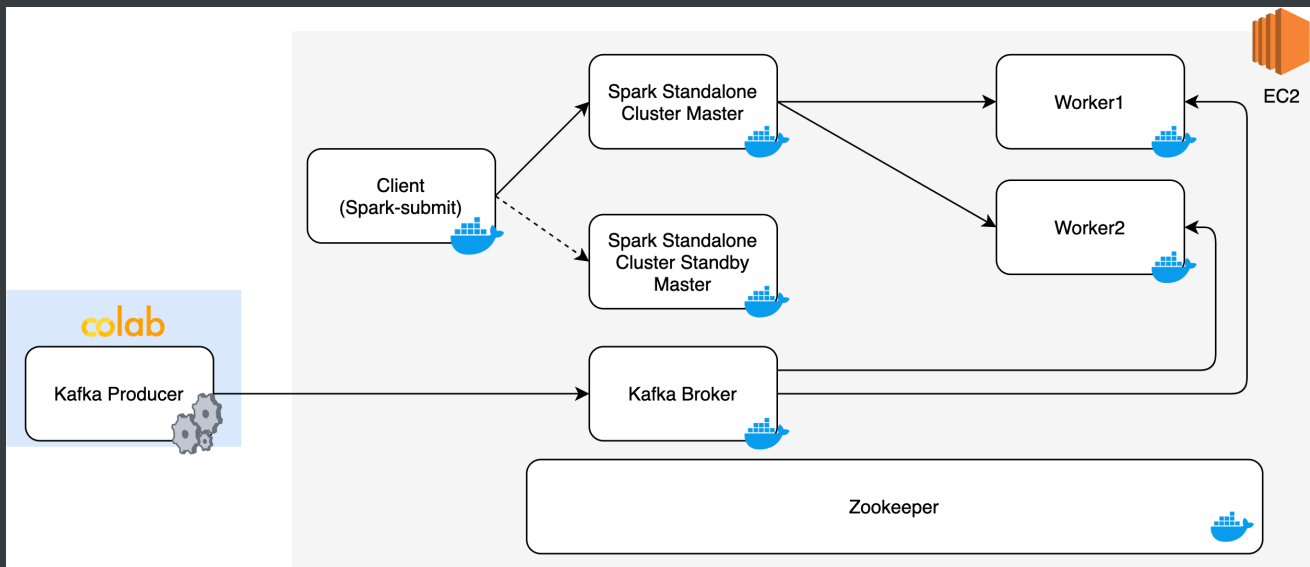 EC2
Spark Standalone
Cluster Master
Worker1
Client
(Spark-submit)
Worker2
Spark Standalone
Cluster Standby
Master
colab
Kafka Producer
Kafka Broker
Zookeeper